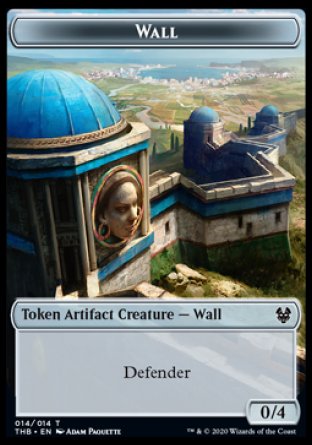 Wall
Token Artifact Creature — Wall
Defender
0/4
014/014 T
THB • EN Adam Paquette
™ & © 2020 Wizards of the Coast